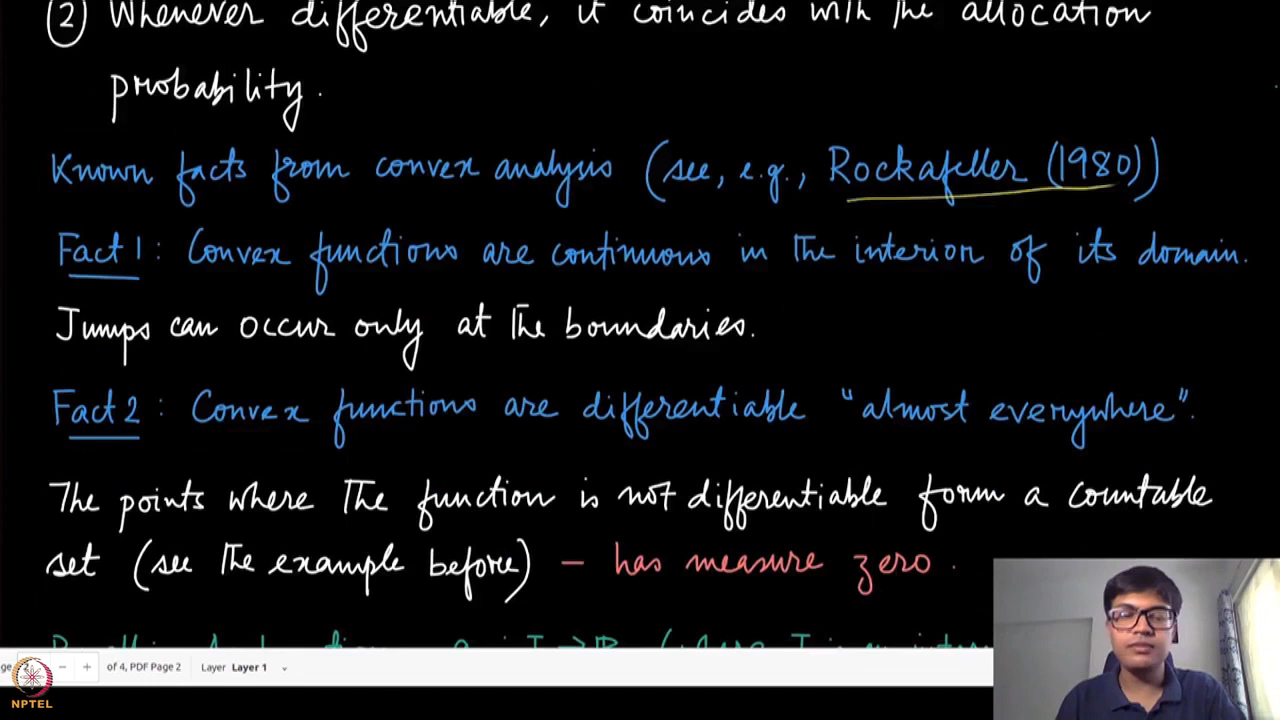 ② Whenever differentiable, it coincides with the allocation
probability.
Known facts from convex analysis (see, e.g., Rockafeller (1980))
Fact 1 : Convex functions are continuous in the interior of its domain.
Jumps can occur only at the boundaries.
Fact 2 : Convex functions are differentiable "almost everywhere".
The points where the function is not differentiable form a countable
set (see the example before) — has measure zero.
of 4, PDF Page 2 Layer Layer 1
NPTEL